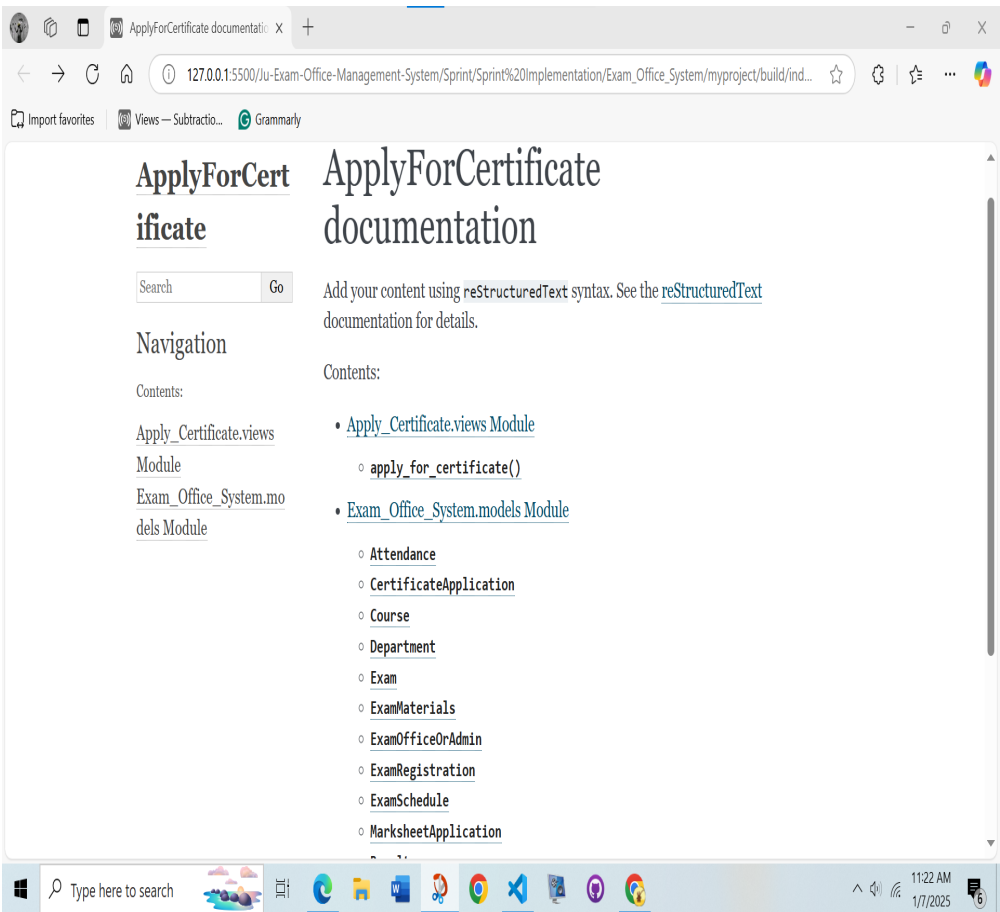 ApplyForCertificate documentatio
127.0.0.1:5500/Ju-Exam-Office-Management-System/Sprint/Sprint%20Implementation/Exam_Office_System/myproject/build/ind...
Import favorites
Views — Subtractio...
Grammarly
ApplyForCert
ificate
Search
Go
Navigation
Contents:
Apply_Certificate.views
Module
Exam_Office_System.mo
dels Module
ApplyForCertificate
documentation
Add your content using reStructuredText syntax. See the reStructuredText
documentation for details.
Contents:
• Apply_Certificate.views Module
◦ apply_for_certificate()
• Exam_Office_System.models Module
◦ Attendance
◦ CertificateApplication
◦ Course
◦ Department
◦ Exam
◦ ExamMaterials
◦ ExamOfficeOrAdmin
◦ ExamRegistration
◦ ExamSchedule
◦ MarksheetApplication
Type here to search
11:22 AM
1/7/2025
6